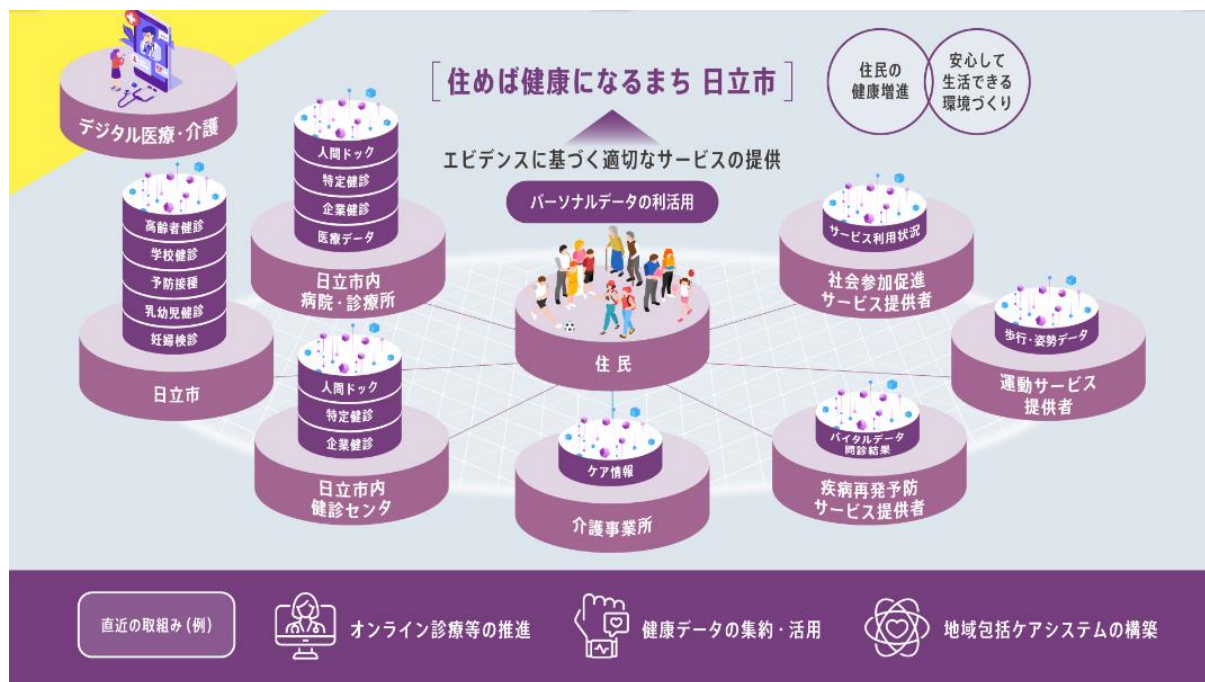 デジタル医療・介護
[住めば健康になるまち 日立市]
住民の
健康増進
安心して
生活できる
環境づくり
エビデンスに基づく適切なサービスの提供
パーソナルデータの利活用
人間ドック
特定健診
企業健診
医療データ
日立市内
病院・診療所
高齢者健診
学校健診
予防接種
乳幼児健診
妊婦検診
日立市
人間ドック
特定健診
企業健診
日立市内
健診センタ
住民
ケア情報
介護事業所
サービス利用状況
社会参加促進
サービス提供者
歩行・姿勢データ
運動サービス
提供者
バイタルデータ
問診結果
疾病再発予防
サービス提供者
直近の取組み(例)
オンライン診療等の推進
健康データの集約・活用
地域包括ケアシステムの構築